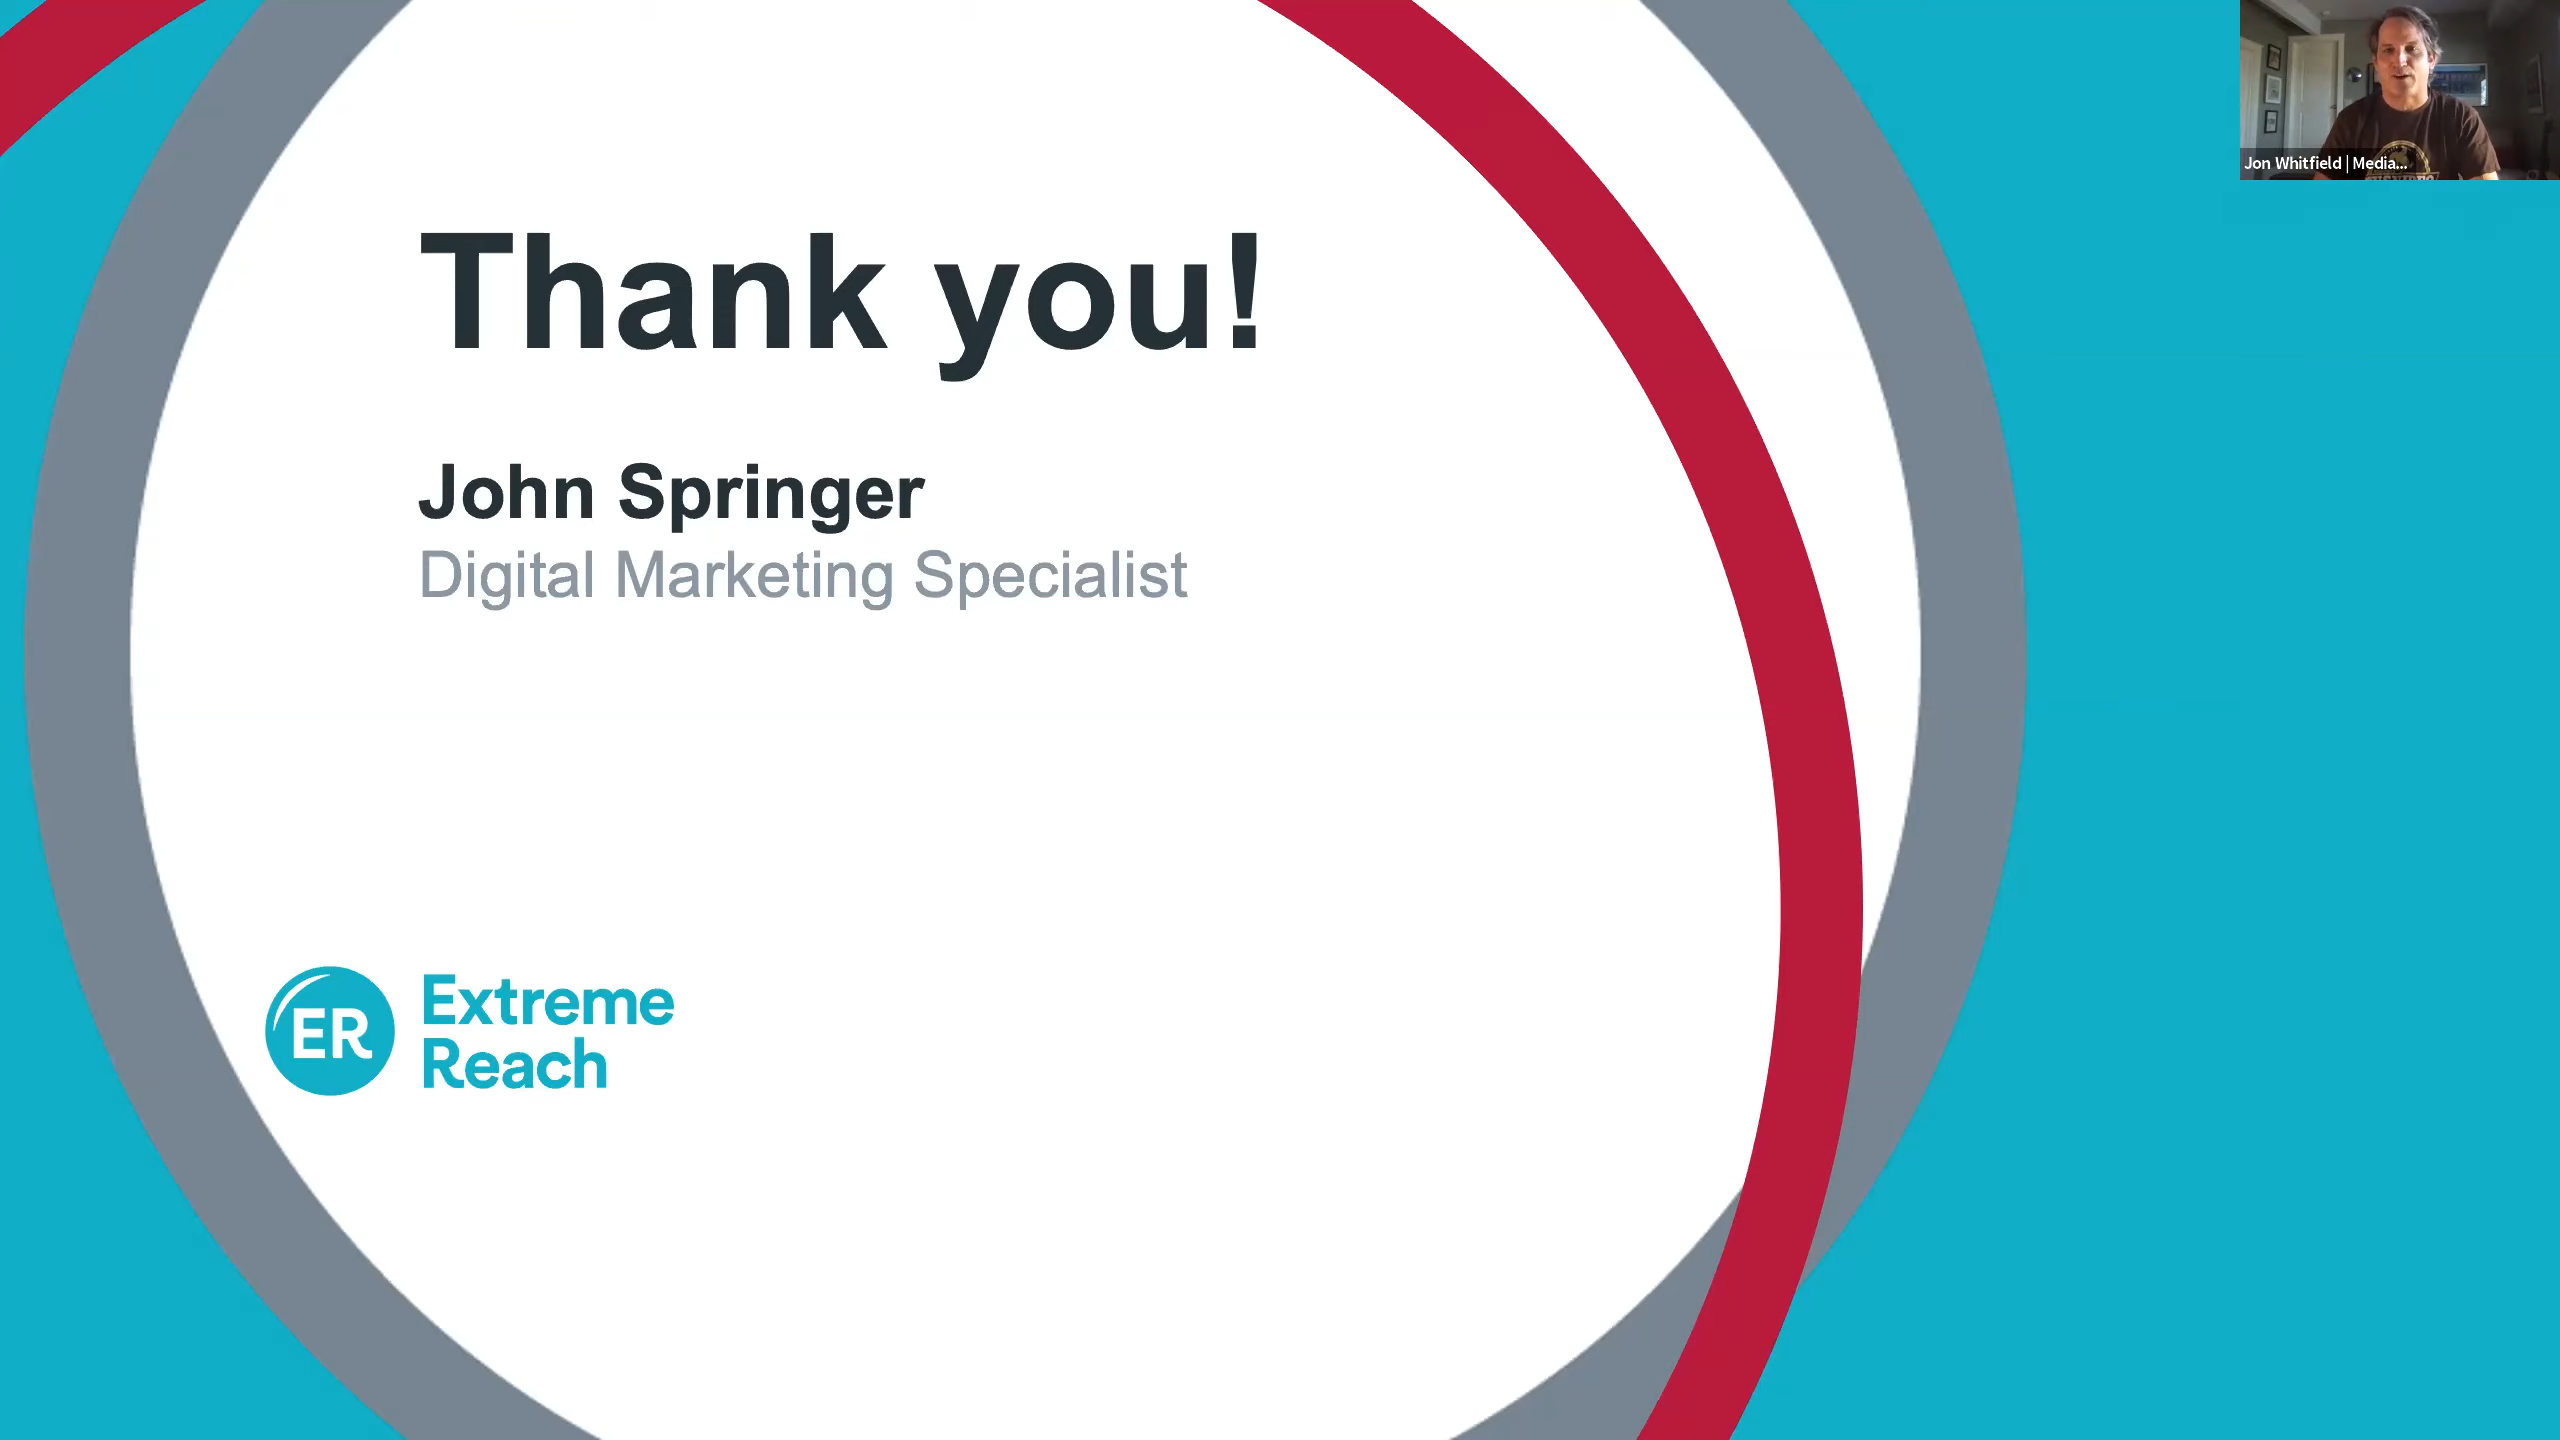 Thank you!
John Springer
Digital Marketing Specialist
ER
Extreme
Reach
Jon Whitfield | Media...